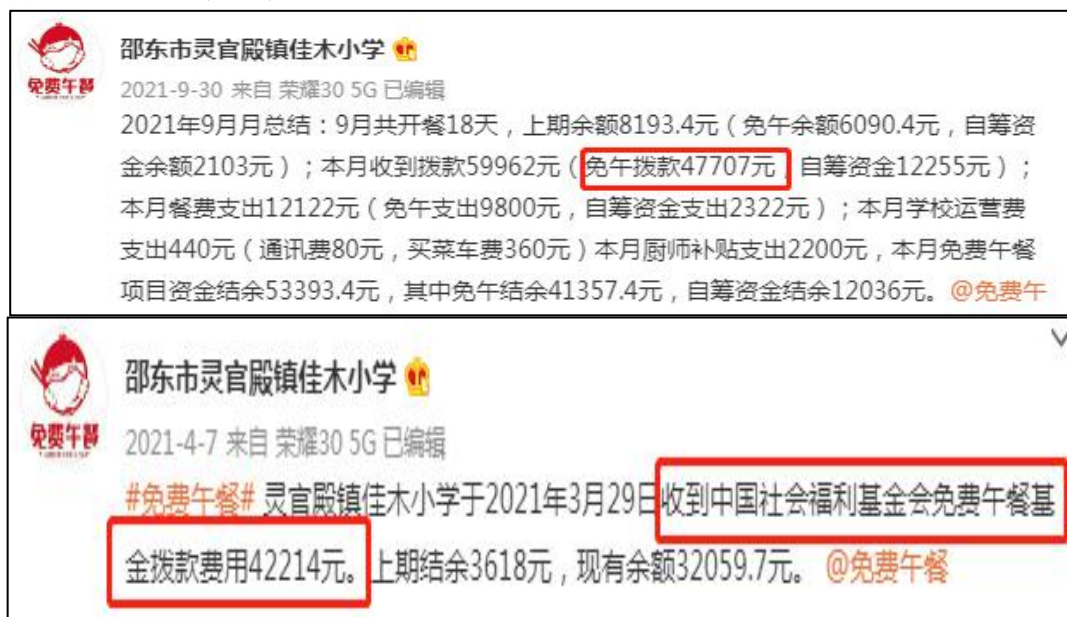 邵东市灵官殿镇佳木小学
免费午餐
2021-9-30 来自 荣耀30 5G 已编辑
2021年9月月总结：9月共开餐18天，上期余额8193.4元（免午余额6090.4元，自筹资
金余额2103元）；本月收到拨款59962元（免午拨款47707元，自筹资金12255元）；
本月餐费支出12122元（免午支出9800元，自筹资金支出2322元）；本月学校运营费
支出440元（通讯费80元，买菜车费360元）本月厨师补贴支出2200元，本月免费午餐
项目资金结余53393.4元，其中免午结余41357.4元，自筹资金结余12036元。@免费午
邵东市灵官殿镇佳木小学
免费午餐
2021-4-7 来自 荣耀30 5G 已编辑
#免费午餐# 灵官殿镇佳木小学于2021年3月29日收到中国社会福利基金会免费午餐基
金拨款费用42214元。上期结余3618元，现有余额32059.7元。 @免费午餐